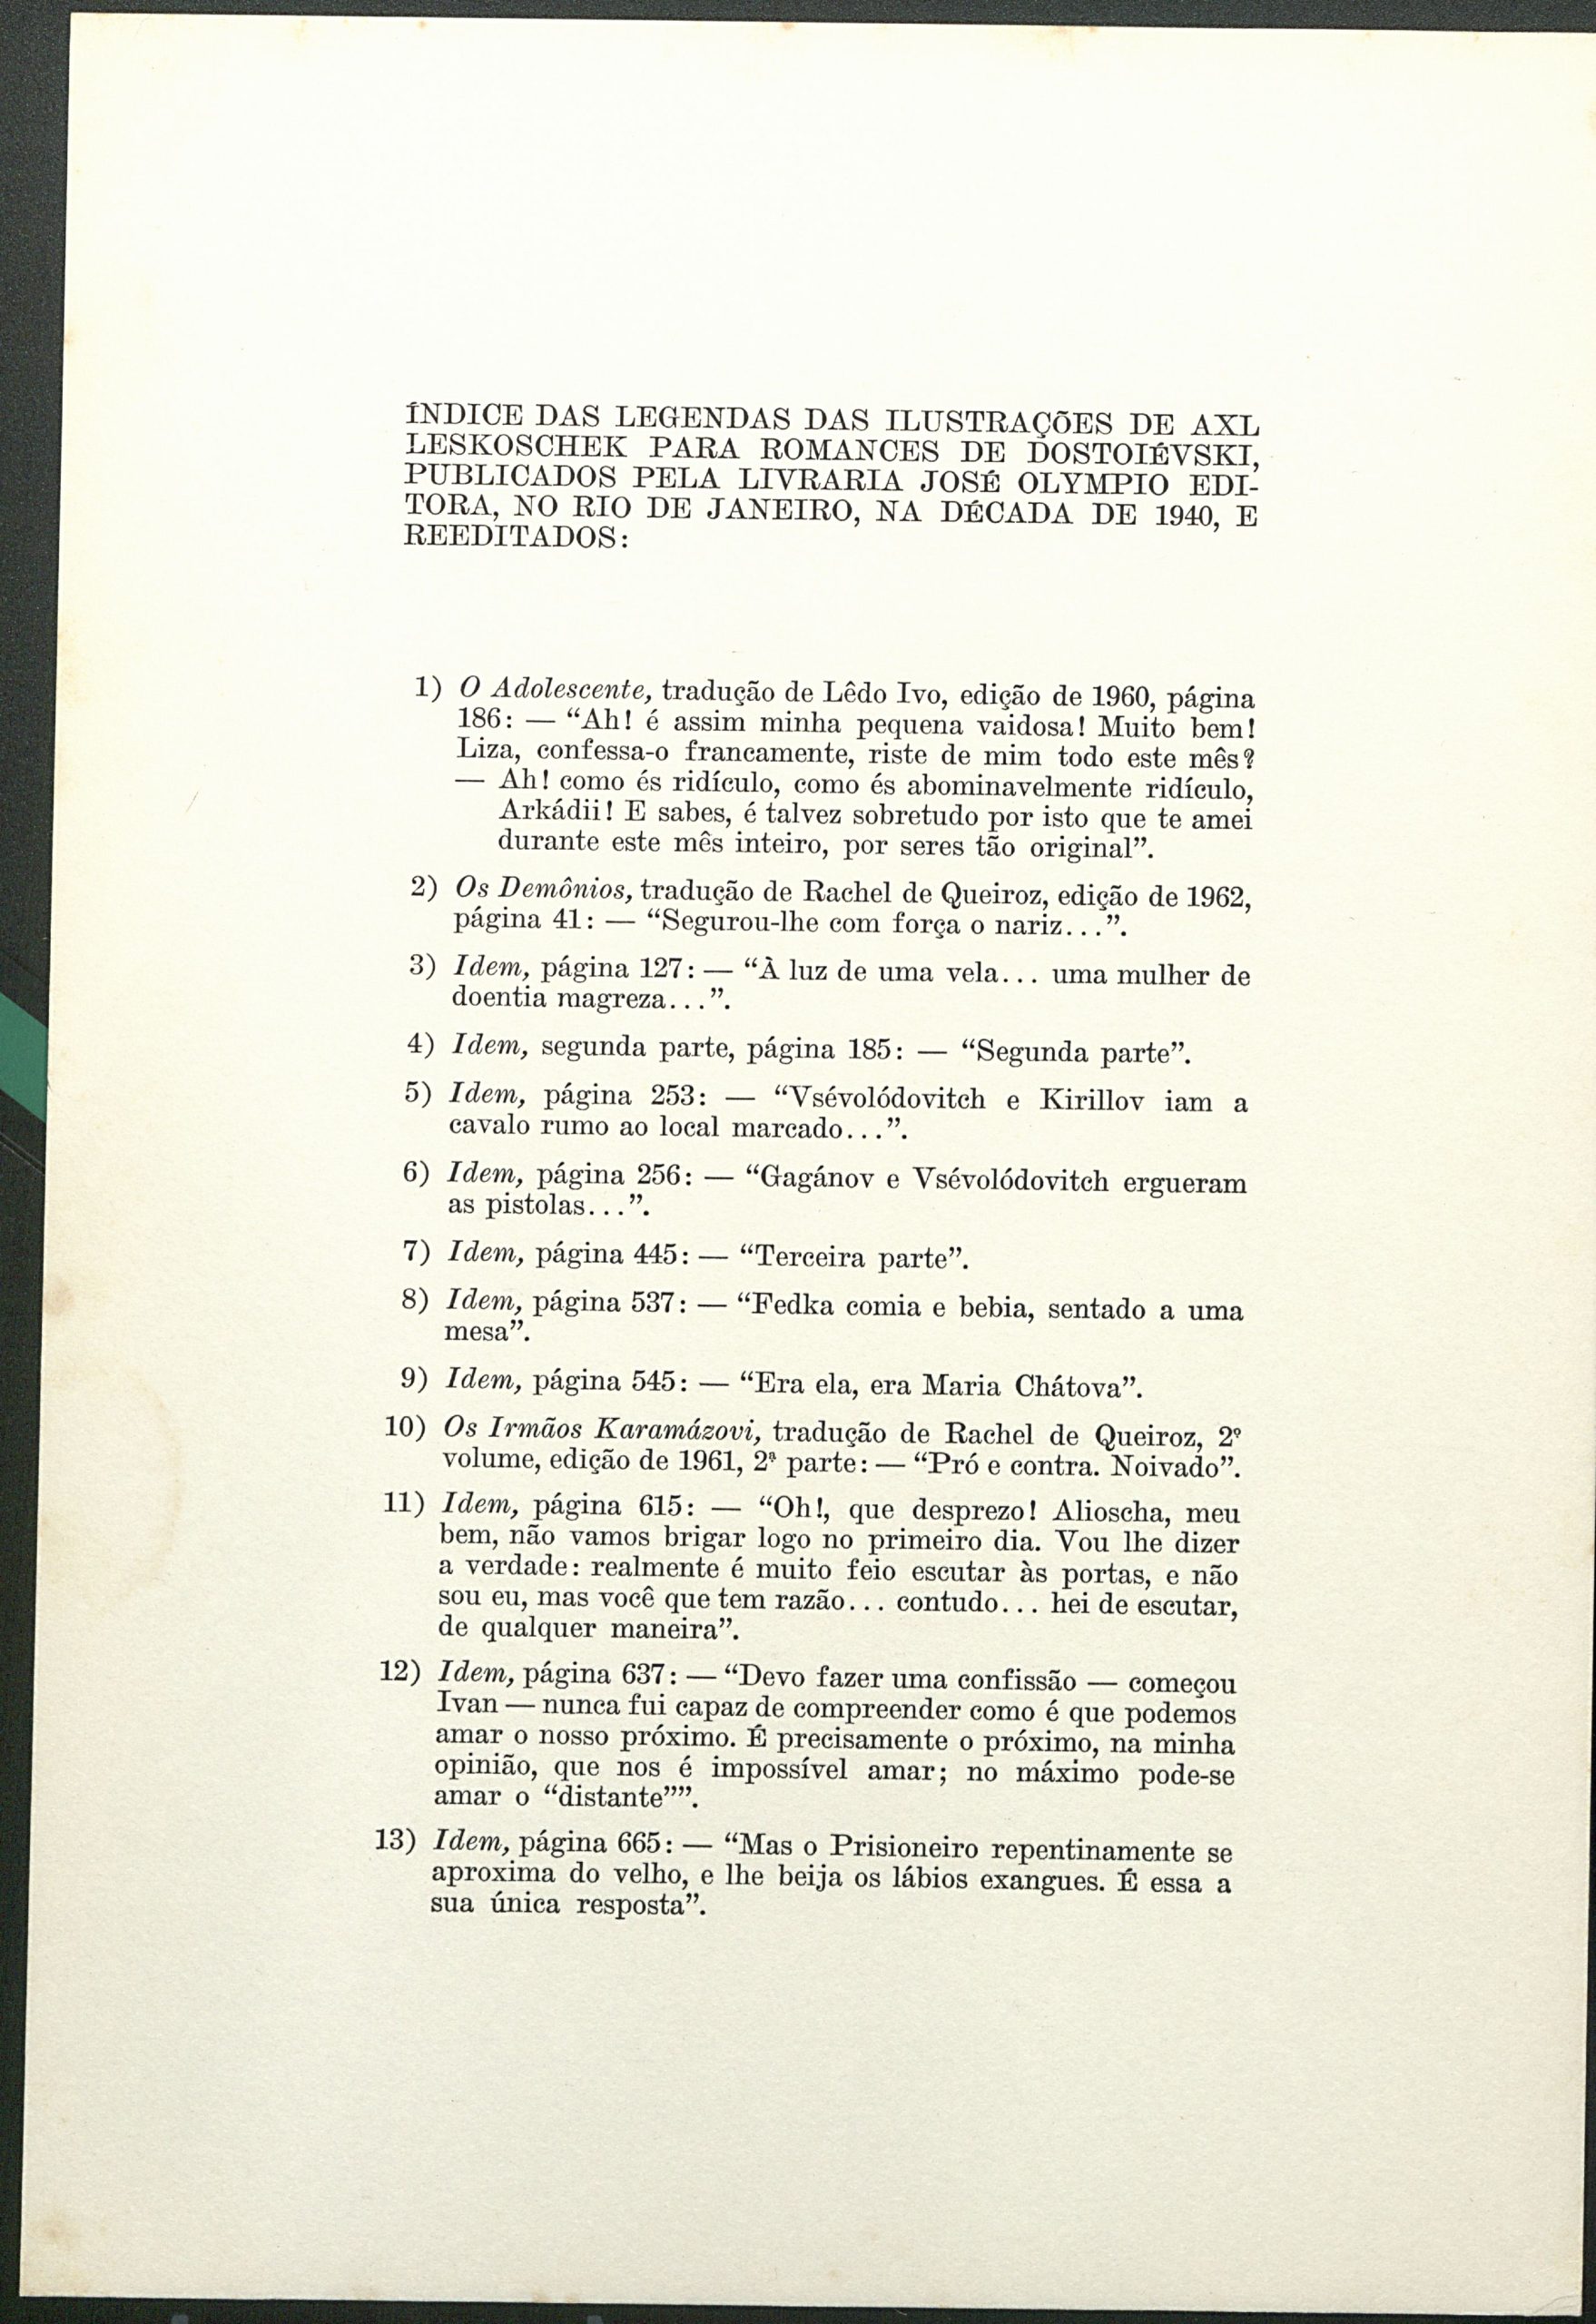 ÍNDICE DAS LEGENDAS DAS ILUSTRAÇÕES DE AXL
LESKOSCHEK PARA ROMANCES DE DOSTOIÉVSKI,
PUBLICADOS PELA LIVRARIA JOSÉ OLYMPIO EDI-
TORA, NO RIO DE JANEIRO, NA DÉCADA DE 1940, E
REEDITADOS:
1) O Adolescente, tradução de Lêdo Ivo, edição de 1960, página
186: — “Ah! é assim minha pequena vaidosa! Muito bem!
Liza, confessa-o francamente, riste de mim todo este mês?
— Ah! como és ridículo, como és abominavelmente ridículo,
Arkádii! E sabes, é talvez sobretudo por isto que te amei
durante este mês inteiro, por seres tão original”.
2) Os Demônios, tradução de Rachel de Queiroz, edição de 1962,
página 41: — “Segurou-lhe com força o nariz...”.
3) Idem, página 127: — “À luz de uma vela... uma mulher de
doentia magreza...”.
4) Idem, segunda parte, página 185: — “Segunda parte”.
5) Idem, página 253: — “Vsévolódovitch e Kirillov iam a
cavalo rumo ao local marcado...”.
6) Idem, página 256: — “Gagánov e Vsévolódovitch ergueram
as pistolas...”.
7) Idem, página 445: — “Terceira parte”.
8) Idem, página 537: — “Fedka comia e bebia, sentado a uma
mesa”.
9) Idem, página 545: — “Era ela, era Maria Chátova”.
10) Os Irmãos Karamázovi, tradução de Rachel de Queiroz, 2º
volume, edição de 1961, 2ª parte: — “Pró e contra. Noivado”.
11) Idem, página 615: — “Oh!, que desprezo! Alioscha, meu
bem, não vamos brigar logo no primeiro dia. Vou lhe dizer
a verdade: realmente é muito feio escutar às portas, e não
sou eu, mas você que tem razão... contudo... hei de escutar,
de qualquer maneira”.
12) Idem, página 637: — “Devo fazer uma confissão — começou
Ivan — nunca fui capaz de compreender como é que podemos
amar o nosso próximo. É precisamente o próximo, na minha
opinião, que nos é impossível amar; no máximo pode-se
amar o “distante””.
13) Idem, página 665: — “Mas o Prisioneiro repentinamente se
aproxima do velho, e lhe beija os lábios exangues. É essa a
sua única resposta”.